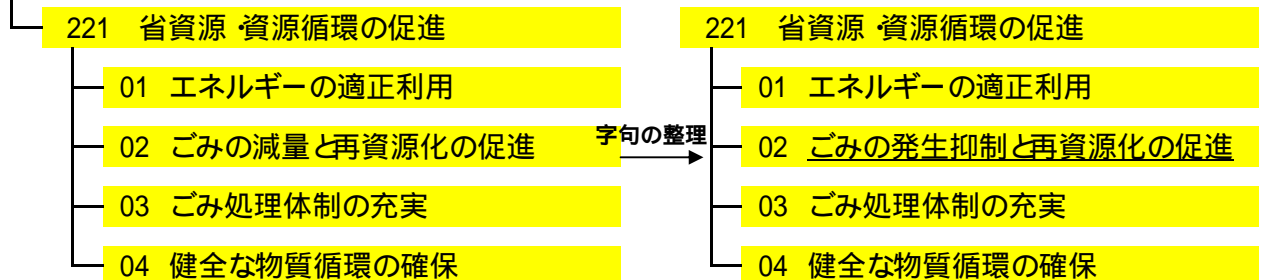 221 省資源・資源循環の促進
01 エネルギーの適正利用
02 ごみの減量と再資源化の促進
03 ごみ処理体制の充実
04 健全な物質循環の確保
字句の整理
221 省資源・資源循環の促進
01 エネルギーの適正利用
02 ごみの発生抑制と再資源化の促進
03 ごみ処理体制の充実
04 健全な物質循環の確保